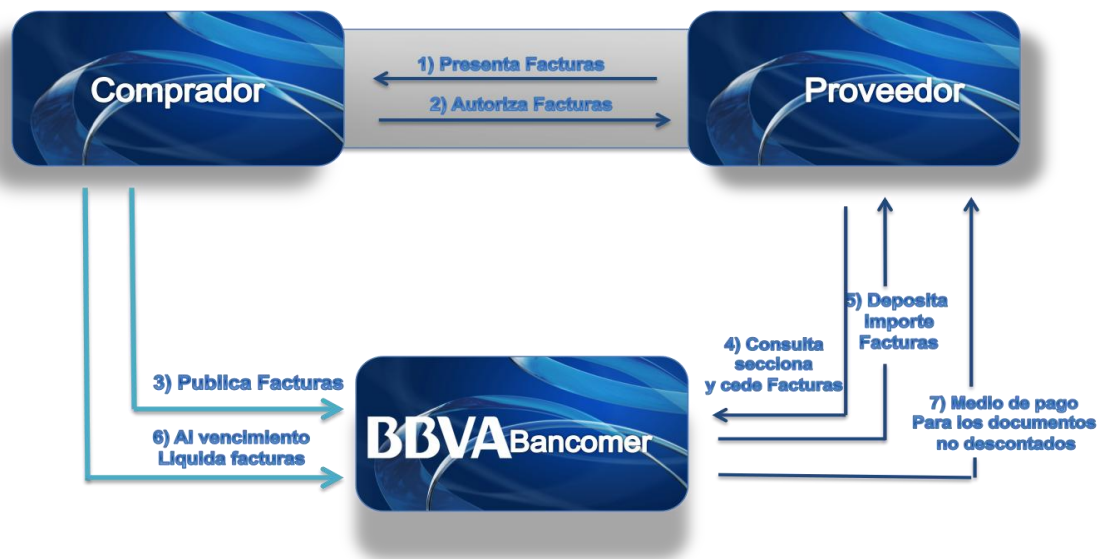 Comprador
1) Presenta Facturas
2) Autoriza Facturas
Proveedor
3) Publica Facturas
6) Al vencimiento
Liquida facturas
BBVA Bancomer
4) Consulta
secciona
y cede Facturas
5) Deposita
Importe
Facturas
7) Medio de pago
Para los documentos
no descontados